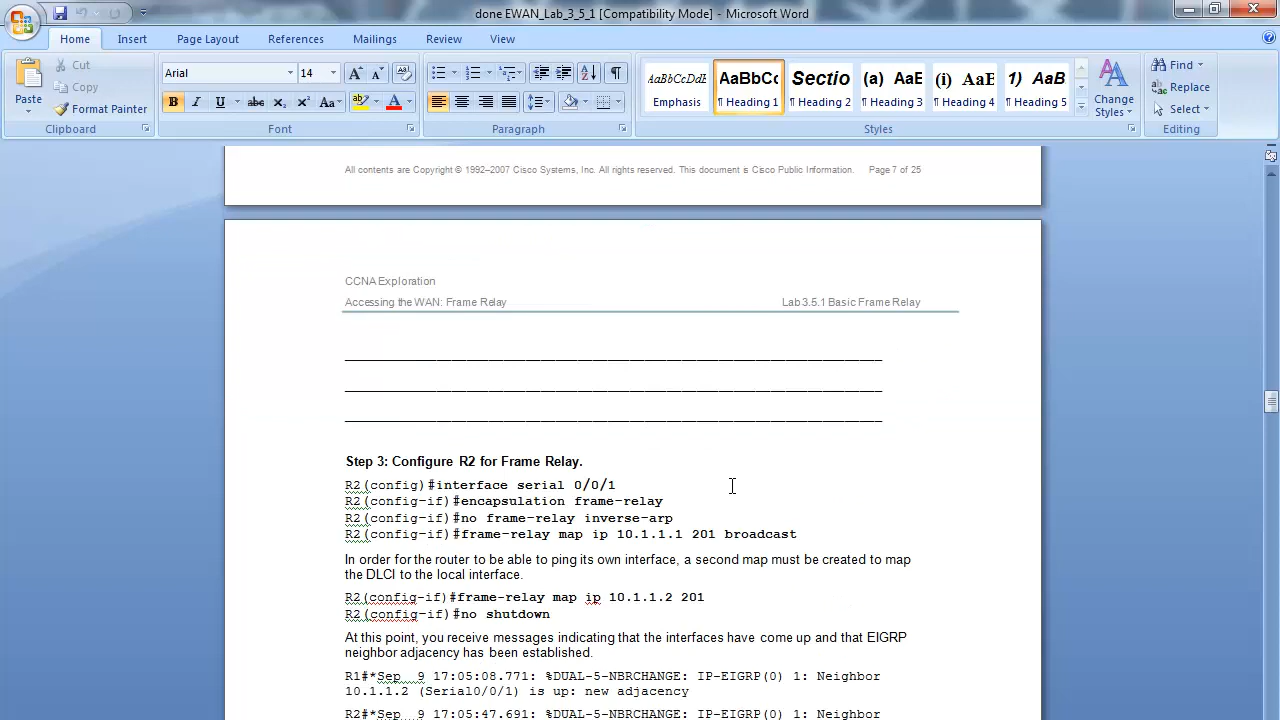 done EWAN_Lab_3_5_1 [Compatibility Mode] - Microsoft Word
Home Insert Page Layout References Mailings Review View
Paste
Cut
Copy
Format Painter
Clipboard
Arial 14
B I U abc x₂ x² Aa ab A
Font
Paragraph
AaBbCcDdE AaBbCc Sectio (a) AaE (i) AaE 1) AaB
Emphasis ¶ Heading 1 ¶ Heading 2 ¶ Heading 3 ¶ Heading 4 ¶ Heading 5
Change Styles
Styles
Find
Replace
Select
Editing
All contents are Copyright © 1992–2007 Cisco Systems, Inc. All rights reserved. This document is Cisco Public Information. Page 7 of 25
CCNA Exploration
Accessing the WAN: Frame Relay Lab 3.5.1 Basic Frame Relay
Step 3: Configure R2 for Frame Relay.
R2(config)#interface serial 0/0/1
R2(config-if)#encapsulation frame-relay
R2(config-if)#no frame-relay inverse-arp
R2(config-if)#frame-relay map ip 10.1.1.1 201 broadcast
In order for the router to be able to ping its own interface, a second map must be created to map
the DLCI to the local interface.
R2(config-if)#frame-relay map ip 10.1.1.2 201
R2(config-if)#no shutdown
At this point, you receive messages indicating that the interfaces have come up and that EIGRP
neighbor adjacency has been established.
R1#*Sep 9 17:05:08.771: %DUAL-5-NBRCHANGE: IP-EIGRP(0) 1: Neighbor
10.1.1.2 (Serial0/0/1) is up: new adjacency
R2#*Sep 9 17:05:47.691: %DUAL-5-NBRCHANGE: IP-EIGRP(0) 1: Neighbor